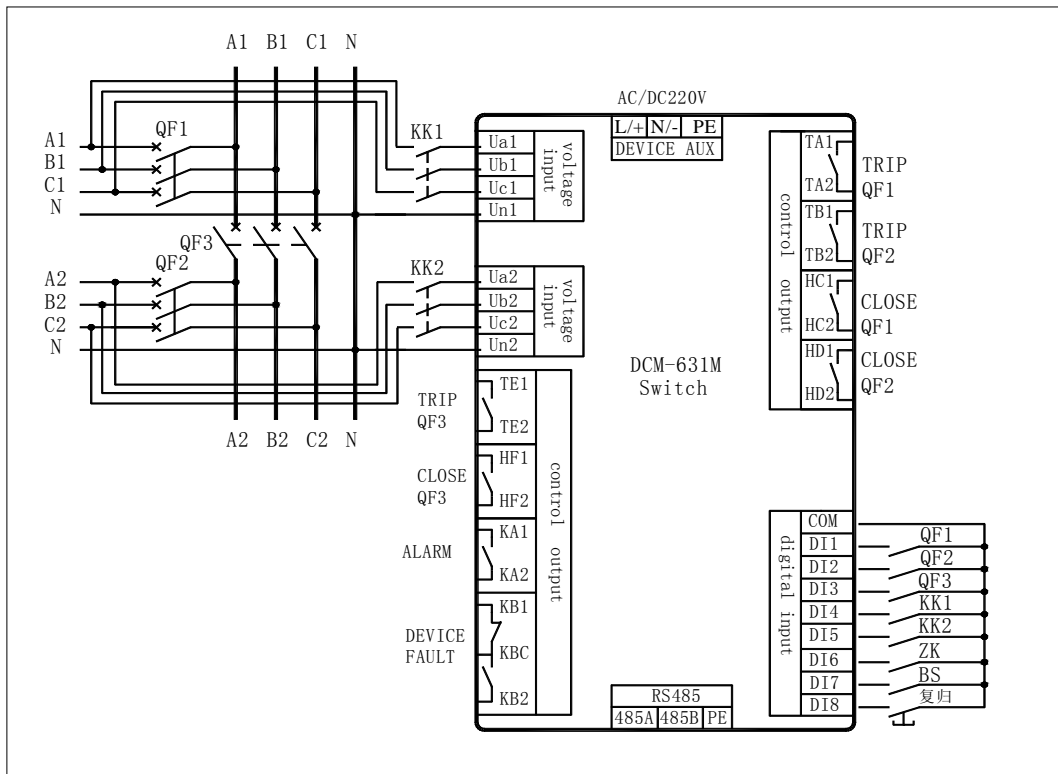 A1 B1 C1 N
A1
B1
C1
N
QF1
QF3
QF2
A2
B2
C2
N
A2 B2 C2 N
KK1
KK2
Ua1
Ub1
Uc1
Un1
voltage input
Ua2
Ub2
Uc2
Un2
voltage input
TRIP
QF3
TE1
TE2
CLOSE
QF3
HF1
HF2
ALARM
KA1
KA2
DEVICE
FAULT
KB1
KBC
KB2
control output
AC/DC220V
L/+ N/- PE
DEVICE AUX
DCM-631M
Switch
RS485
485A 485B PE
control output
TA1
TA2
TRIP
QF1
TB1
TB2
TRIP
QF2
HC1
HC2
CLOSE
QF1
HD1
HD2
CLOSE
QF2
digital input
COM
DI1 QF1
DI2 QF2
DI3 QF3
DI4 KK1
DI5 KK2
DI6 ZK
DI7 BS
DI8 复归